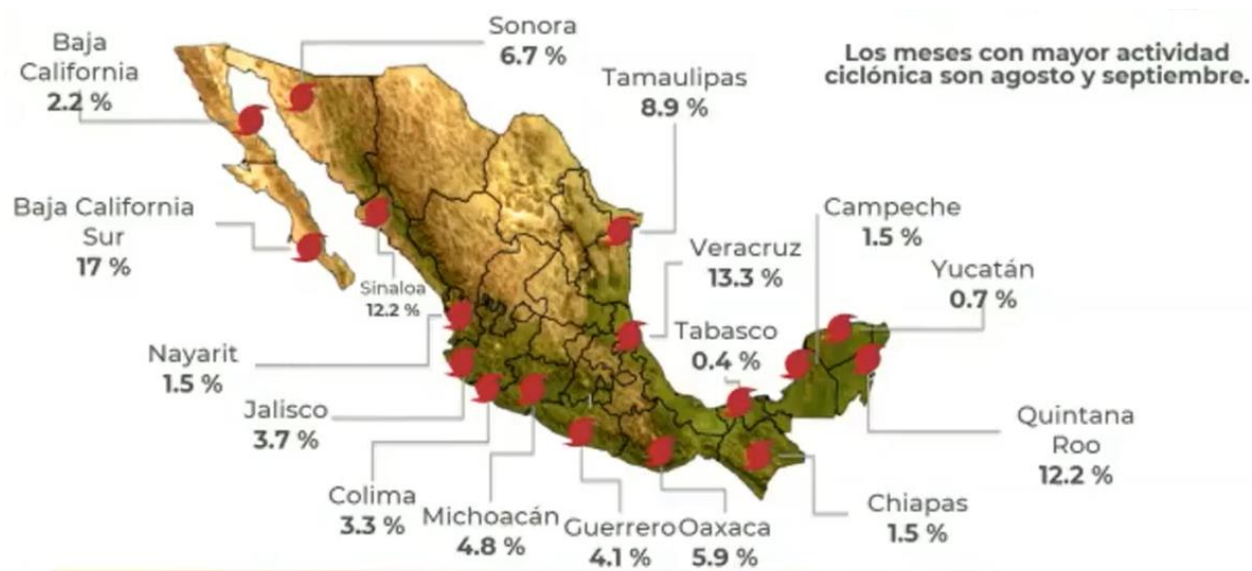 Baja
California
2.2 %
Sonora
6.7 %
Tamaulipas
8.9 %
Los meses con mayor actividad
ciclónica son agosto y septiembre.
Baja California
Sur
17 %
Sinaloa
12.2 %
Veracruz
13.3 %
Campeche
1.5 %
Yucatán
0.7 %
Tabasco
0.4 %
Nayarit
1.5 %
Jalisco
3.7 %
Colima
3.3 %
Michoacán
4.8 %
Guerrero
4.1 %
Oaxaca
5.9 %
Chiapas
1.5 %
Quintana
Roo
12.2 %